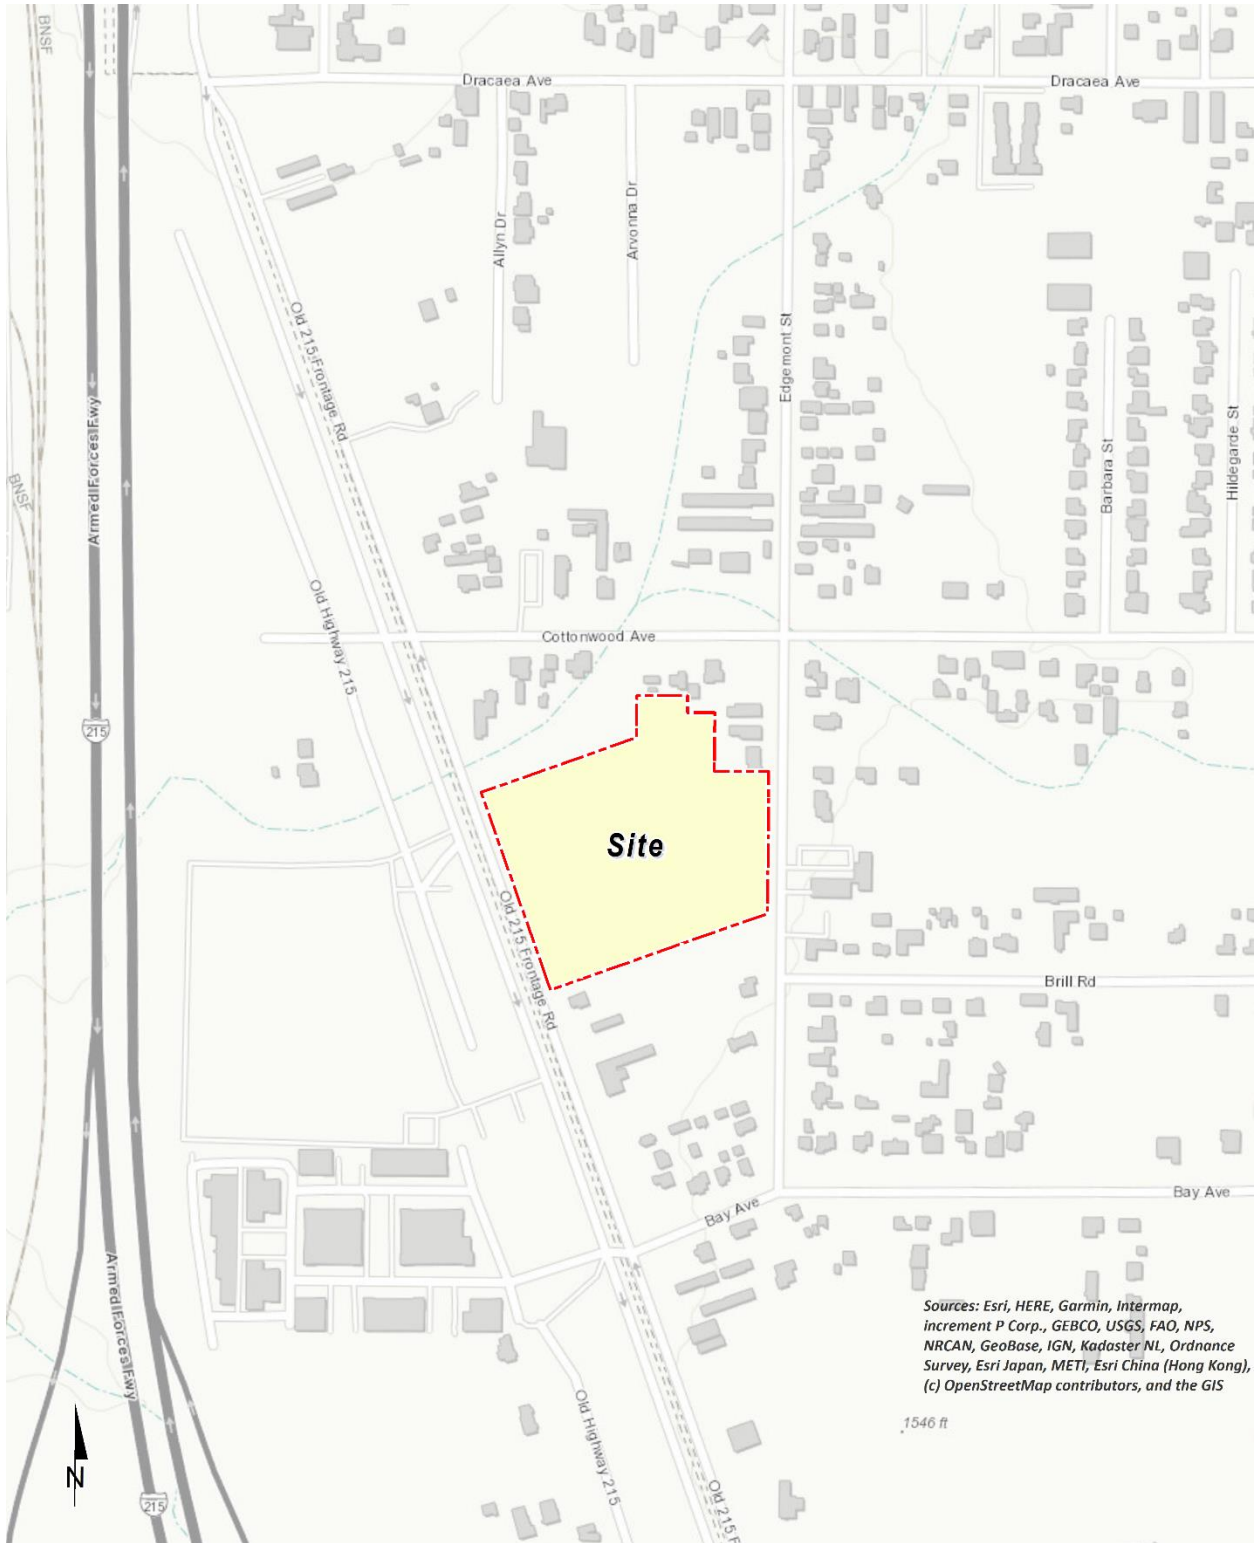 BNSF
Dracaea Ave
Dracaea Ave
Allyn Dr
Arvonna Dr
Old 215 Frontage Rd
Edgemont St
Armed Forces Fwy
Barbara St
Hildegarde St
BNSF
Old Highway 215
Cottonwood Ave
215
Site
Old 215 Frontage Rd
Brill Rd
Bay Ave
Bay Ave
Armed Forces Fwy
Sources: Esri, HERE, Garmin, Intermap,
increment P Corp., GEBCO, USGS, FAO, NPS,
NRCAN, GeoBase, IGN, Kadaster NL, Ordnance
Survey, Esri Japan, METI, Esri China (Hong Kong),
(c) OpenStreetMap contributors, and the GIS
1546 ft
Old Highway 215
N
215
Old 215 F